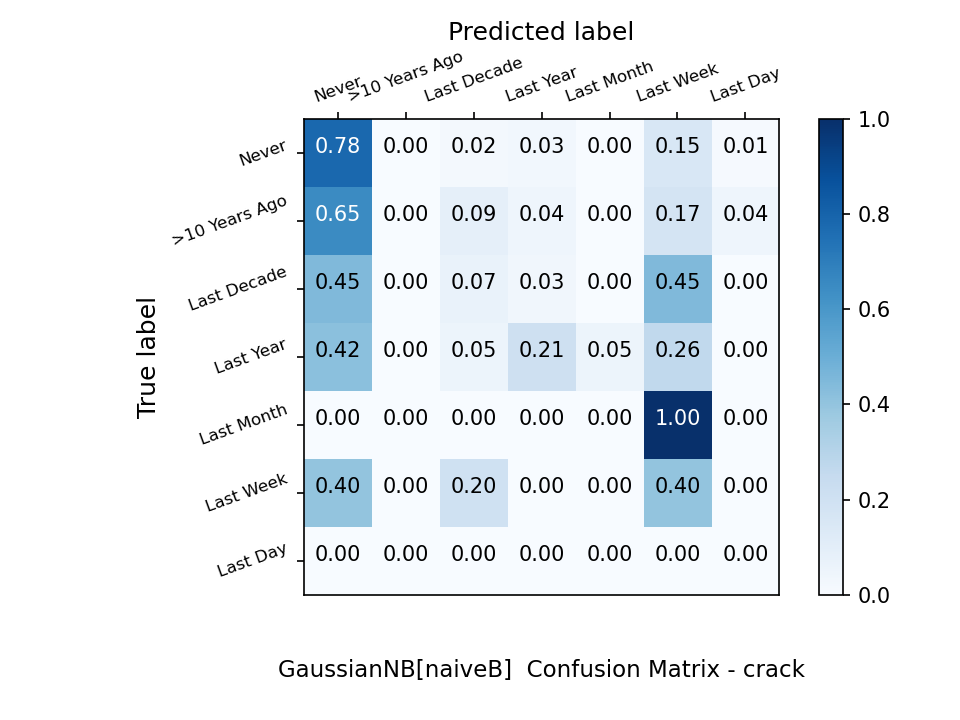 Predicted label
Never >10 Years Ago Last Decade Last Year Last Month Last Week Last Day
True label
Never 0.78 0.00 0.02 0.03 0.00 0.15 0.01
>10 Years Ago 0.65 0.00 0.09 0.04 0.00 0.17 0.04
Last Decade 0.45 0.00 0.07 0.03 0.00 0.45 0.00
Last Year 0.42 0.00 0.05 0.21 0.05 0.26 0.00
Last Month 0.00 0.00 0.00 0.00 0.00 1.00 0.00
Last Week 0.40 0.00 0.20 0.00 0.00 0.40 0.00
Last Day 0.00 0.00 0.00 0.00 0.00 0.00 0.00
1.0
0.8
0.6
0.4
0.2
0.0
GaussianNB[naiveB]  Confusion Matrix - crack